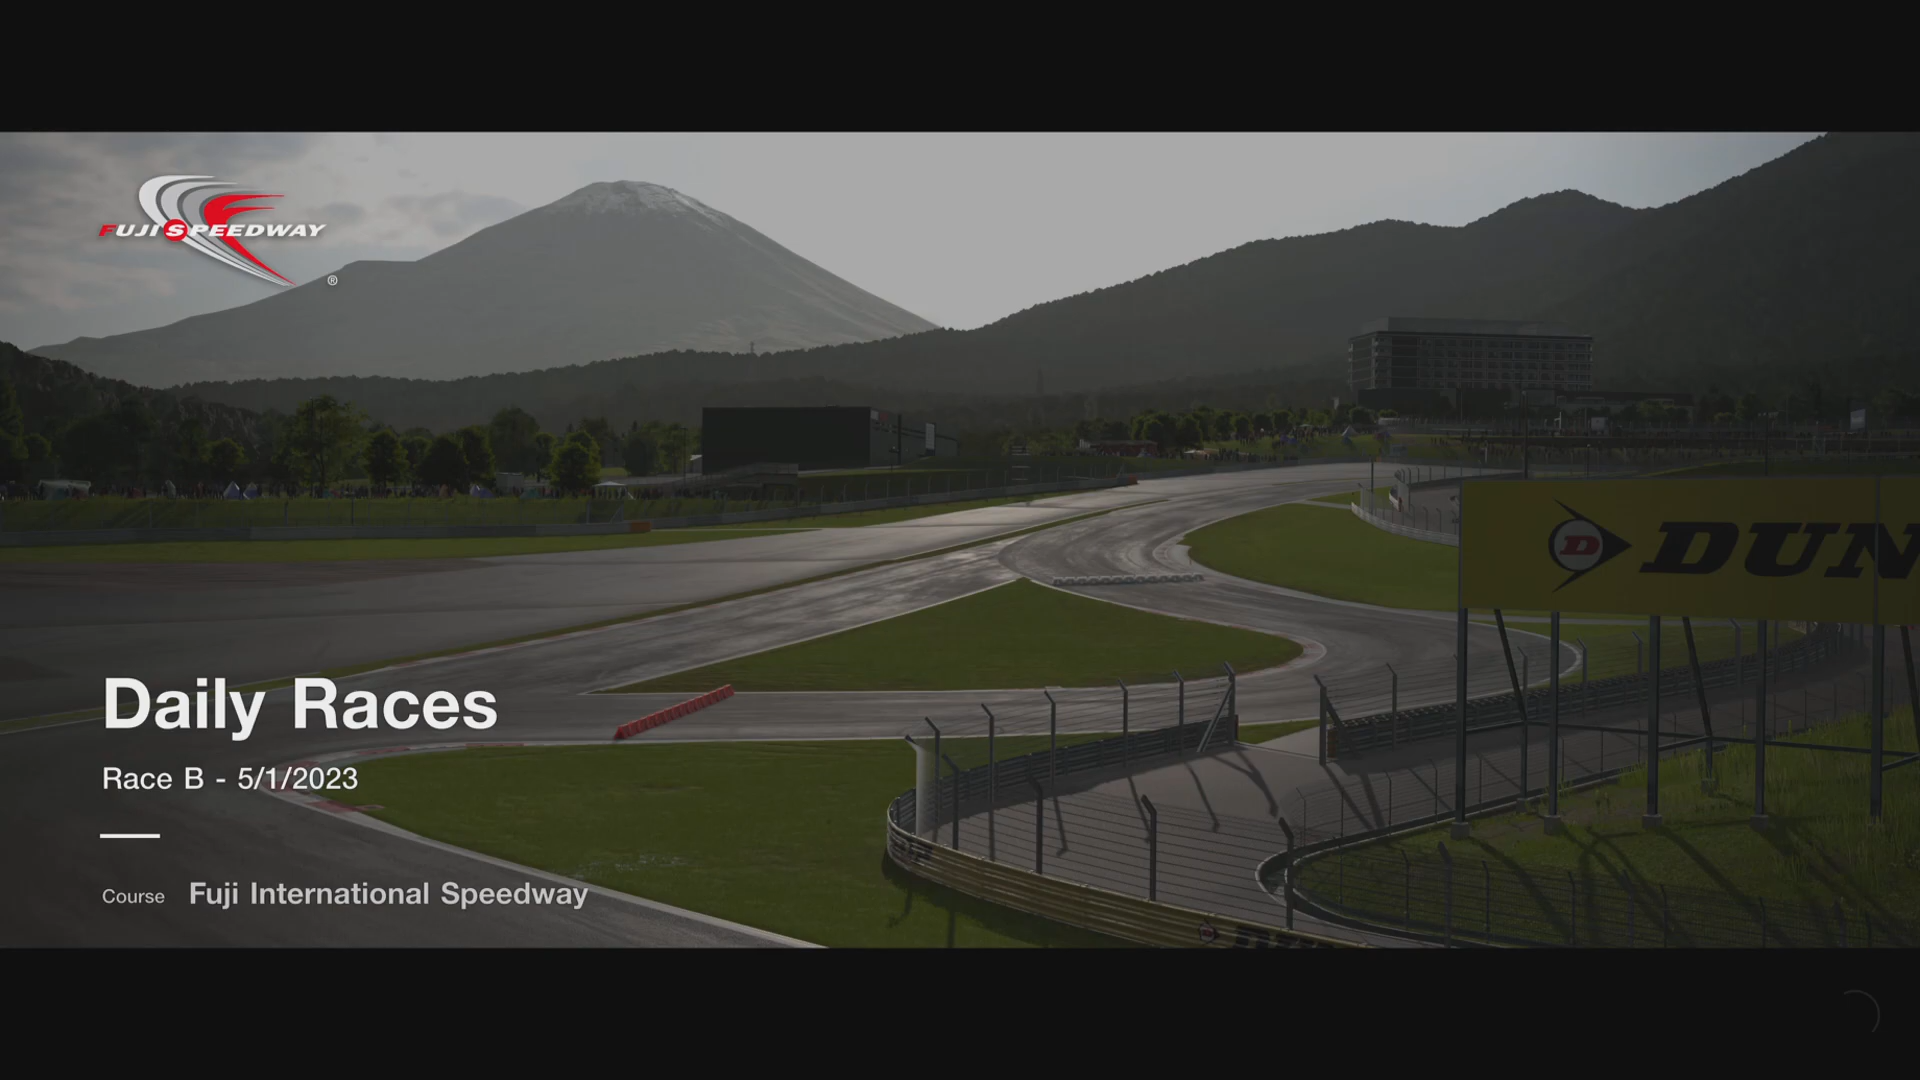 FUJI SPEEDWAY
®
D DUN
Daily Races
Race B - 5/1/2023
Course Fuji International Speedway